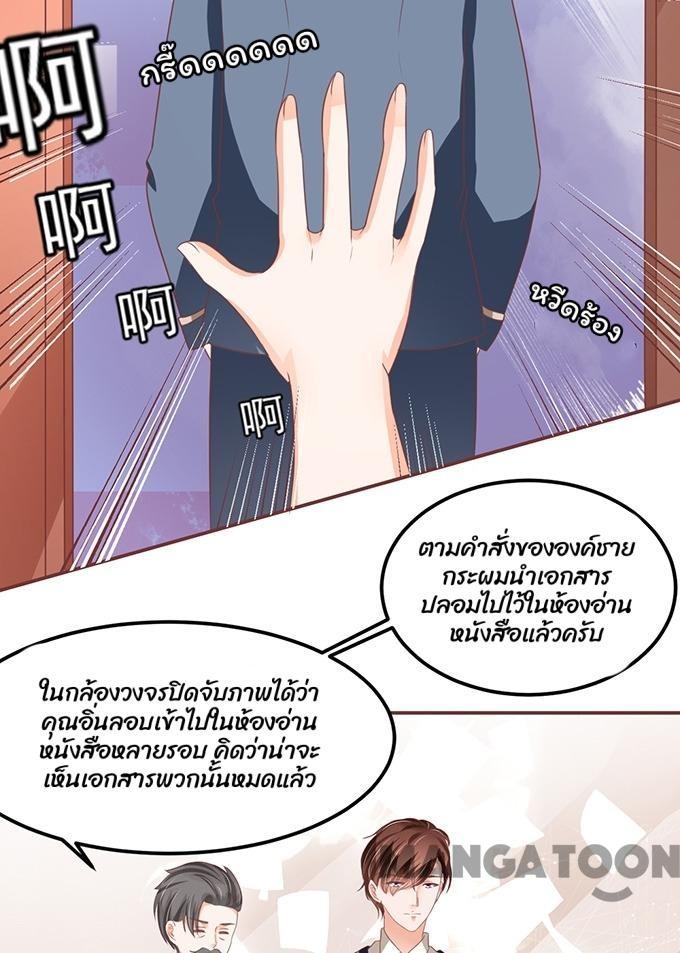 กรี๊ดดดดดดด
啊
啊
啊
啊
หวีดร้อง
ตามคำสั่งขององค์ชาย
กระผมนำเอกสาร
ปลอมไปไว้ในห้องอ่าน
หนังสือแล้วครับ
ในกล้องวงจรปิดจับภาพได้ว่า
คุณอิ่นลอบเข้าไปในห้องอ่าน
หนังสือหลายรอบ คิดว่าน่าจะ
เห็นเอกสารพวกนั้นหมดแล้ว
MANGA TOON